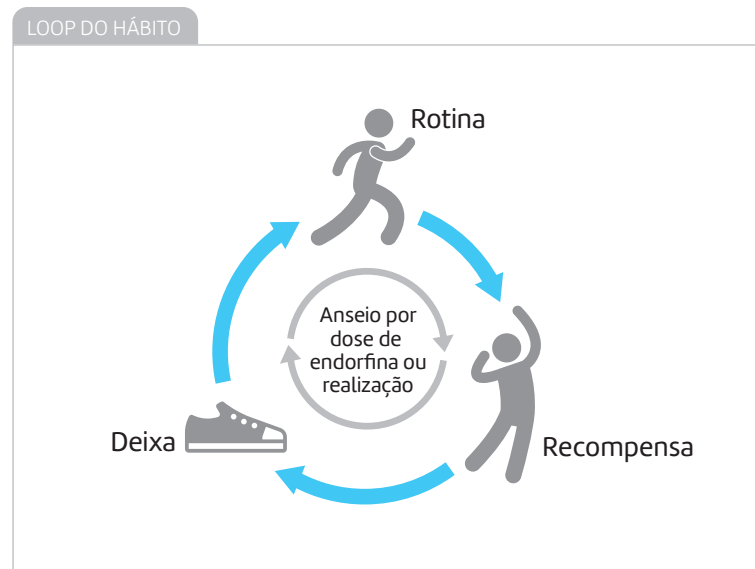 LOOP DO HÁBITO
Rotina
Anseio por
dose de
endorfina ou
realização
Deixa
Recompensa